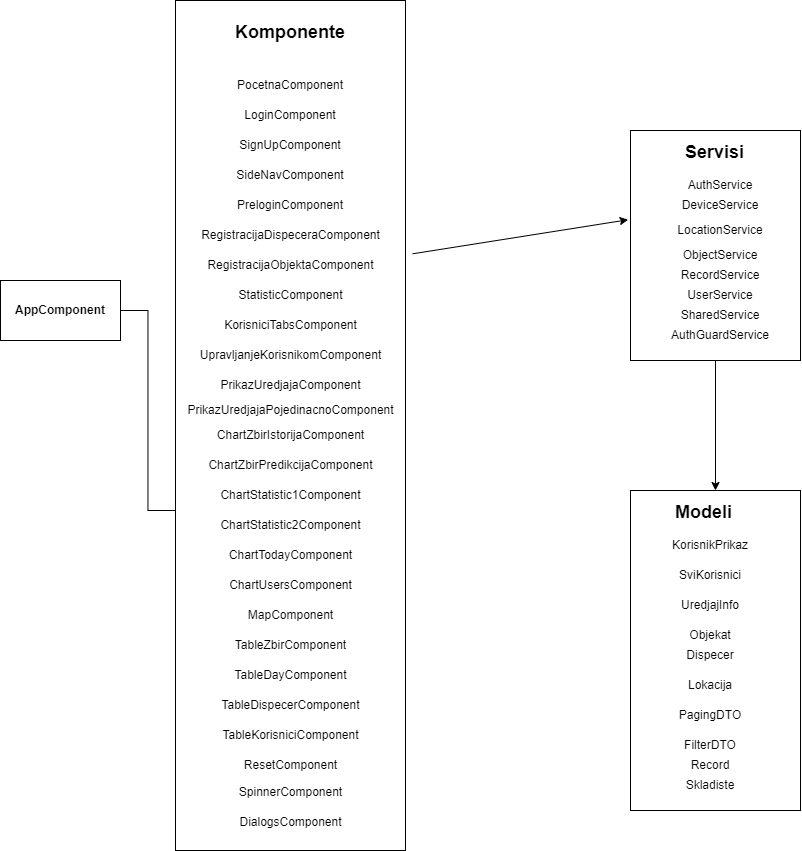 AppComponent
Komponente
PocetnaComponent
LoginComponent
SignUpComponent
SideNavComponent
PreloginComponent
RegistracijaDispeceraComponent
RegistracijaObjektaComponent
StatisticComponent
KorisniciTabsComponent
UpravljanjeKorisnikomComponent
PrikazUredjajaComponent
PrikazUredjajaPojedinacnoComponent
ChartZbirIstorijaComponent
ChartZbirPredikcijaComponent
ChartStatistic1Component
ChartStatistic2Component
ChartTodayComponent
ChartUsersComponent
MapComponent
TableZbirComponent
TableDayComponent
TableDispecerComponent
TableKorisniciComponent
ResetComponent
SpinnerComponent
DialogsComponent
Servisi
AuthService
DeviceService
LocationService
ObjectService
RecordService
UserService
SharedService
AuthGuardService
Modeli
KorisnikPrikaz
SviKorisnici
UredjajInfo
Objekat
Dispecer
Lokacija
PagingDTO
FilterDTO
Record
Skladiste